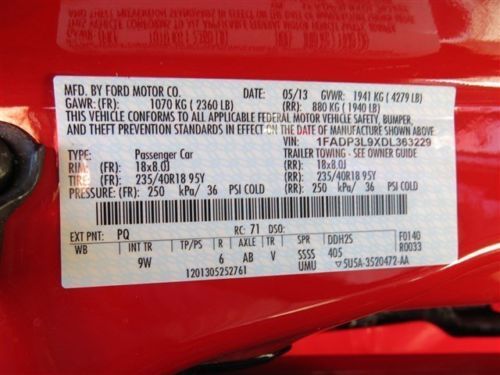 MFD. BY FORD MOTOR CO. DATE: 05/13 GVWR: 1941 KG ( 4279 LB)
GAWR: (FR): 1070 KG ( 2360 LB) (RR): 880 KG ( 1940 LB)
THIS VEHICLE CONFORMS TO ALL APPLICABLE FEDERAL MOTOR VEHICLE SAFETY, BUMPER,
AND THEFT PREVENTION STANDARDS IN EFFECT ON THE DATE OF MANUFACTURE SHOWN ABOVE.
VIN: 1FADP3L9XDL363229
TYPE: Passenger Car TRAILER TOWING - SEE OWNER GUIDE
RIM: (FR): 18x8.0J (RR): 18x8.0J
TIRE: (FR): 235/40R18 95Y (RR): 235/40R18 95Y
PRESSURE: (FR): 250 kPa/ 36 PSI COLD (RR): 250 kPa/ 36 PSI COLD
EXT PNT: PQ RC: 71 DSO:
WB INT TR TP/PS R AXLE TR SPR DDH2S F0140
9W 6 AB V SSSS 405 R0033
1201305252761 UMU 5U5A-3520472-AA